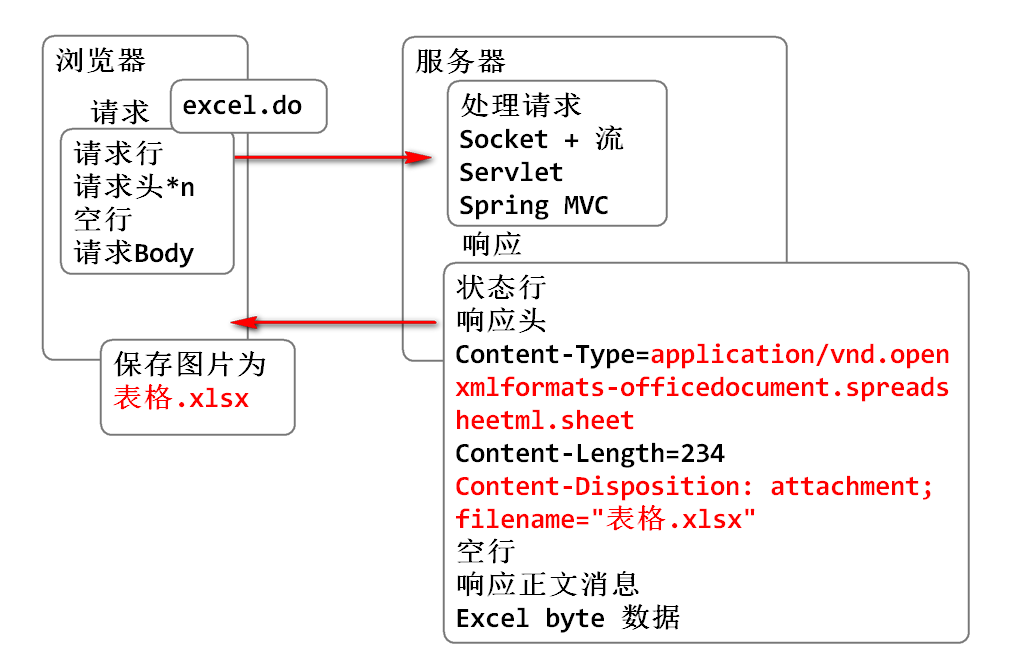 浏览器
请求
excel.do
请求行
请求头*n
空行
请求Body
保存图片为
表格.xlsx
服务器
处理请求
Socket + 流
Servlet
Spring MVC
响应
状态行
响应头
Content-Type=application/vnd.open
xmlformats-officedocument.spreads
heetml.sheet
Content-Length=234
Content-Disposition: attachment;
filename="表格.xlsx"
空行
响应正文消息
Excel byte 数据